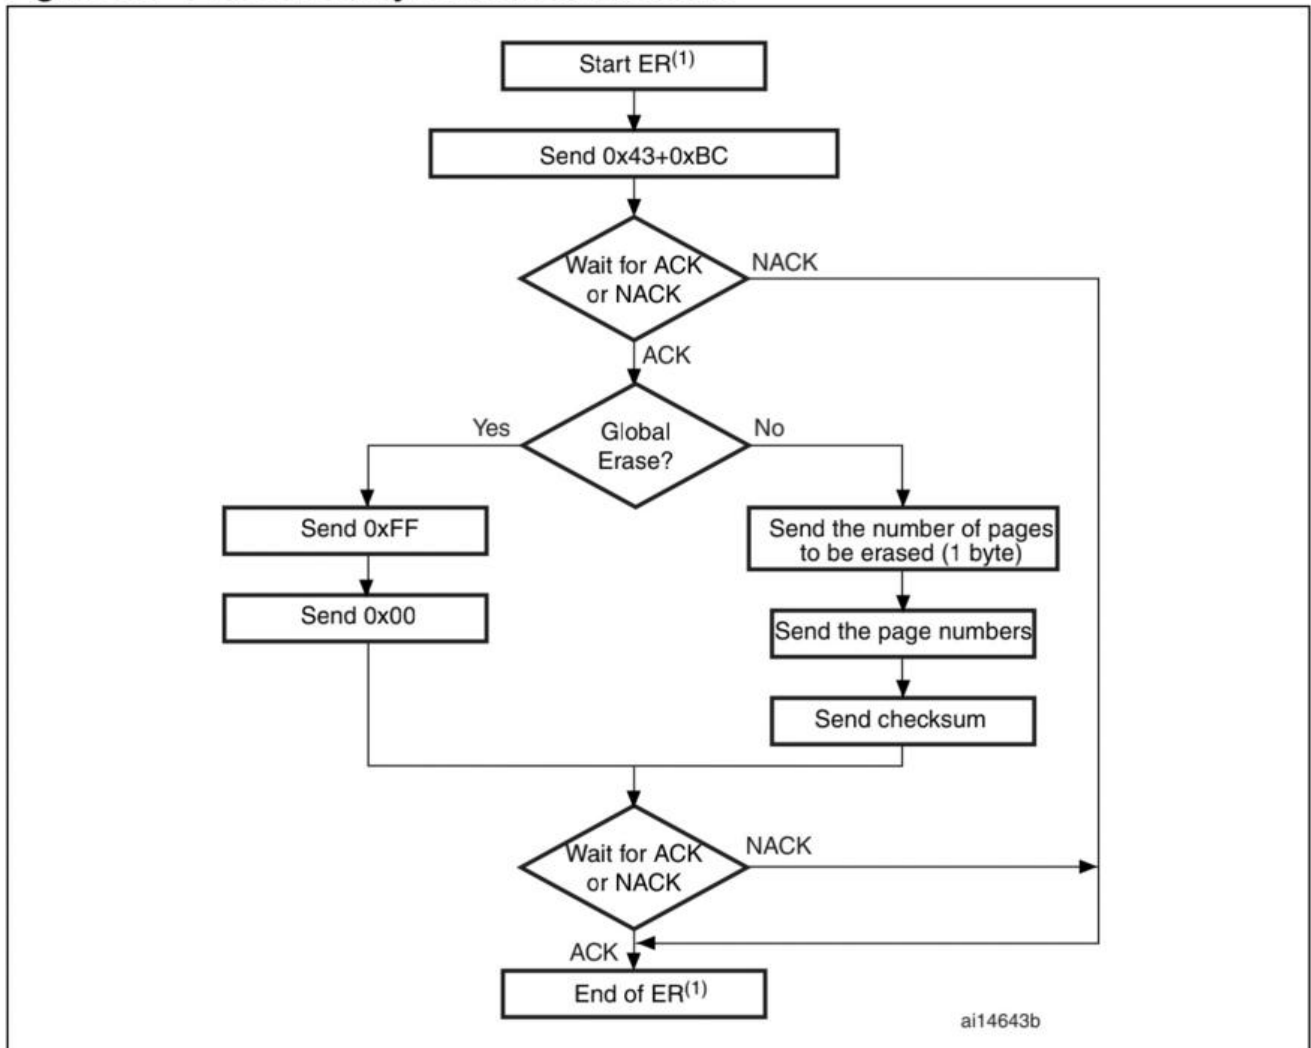 Start ER(1)
Send 0x43+0xBC
Wait for ACK
or NACK
NACK
ACK
Global
Erase?
Yes
No
Send 0xFF
Send 0x00
Send the number of pages
to be erased (1 byte)
Send the page numbers
Send checksum
Wait for ACK
or NACK
NACK
ACK
End of ER(1)
ai14643b